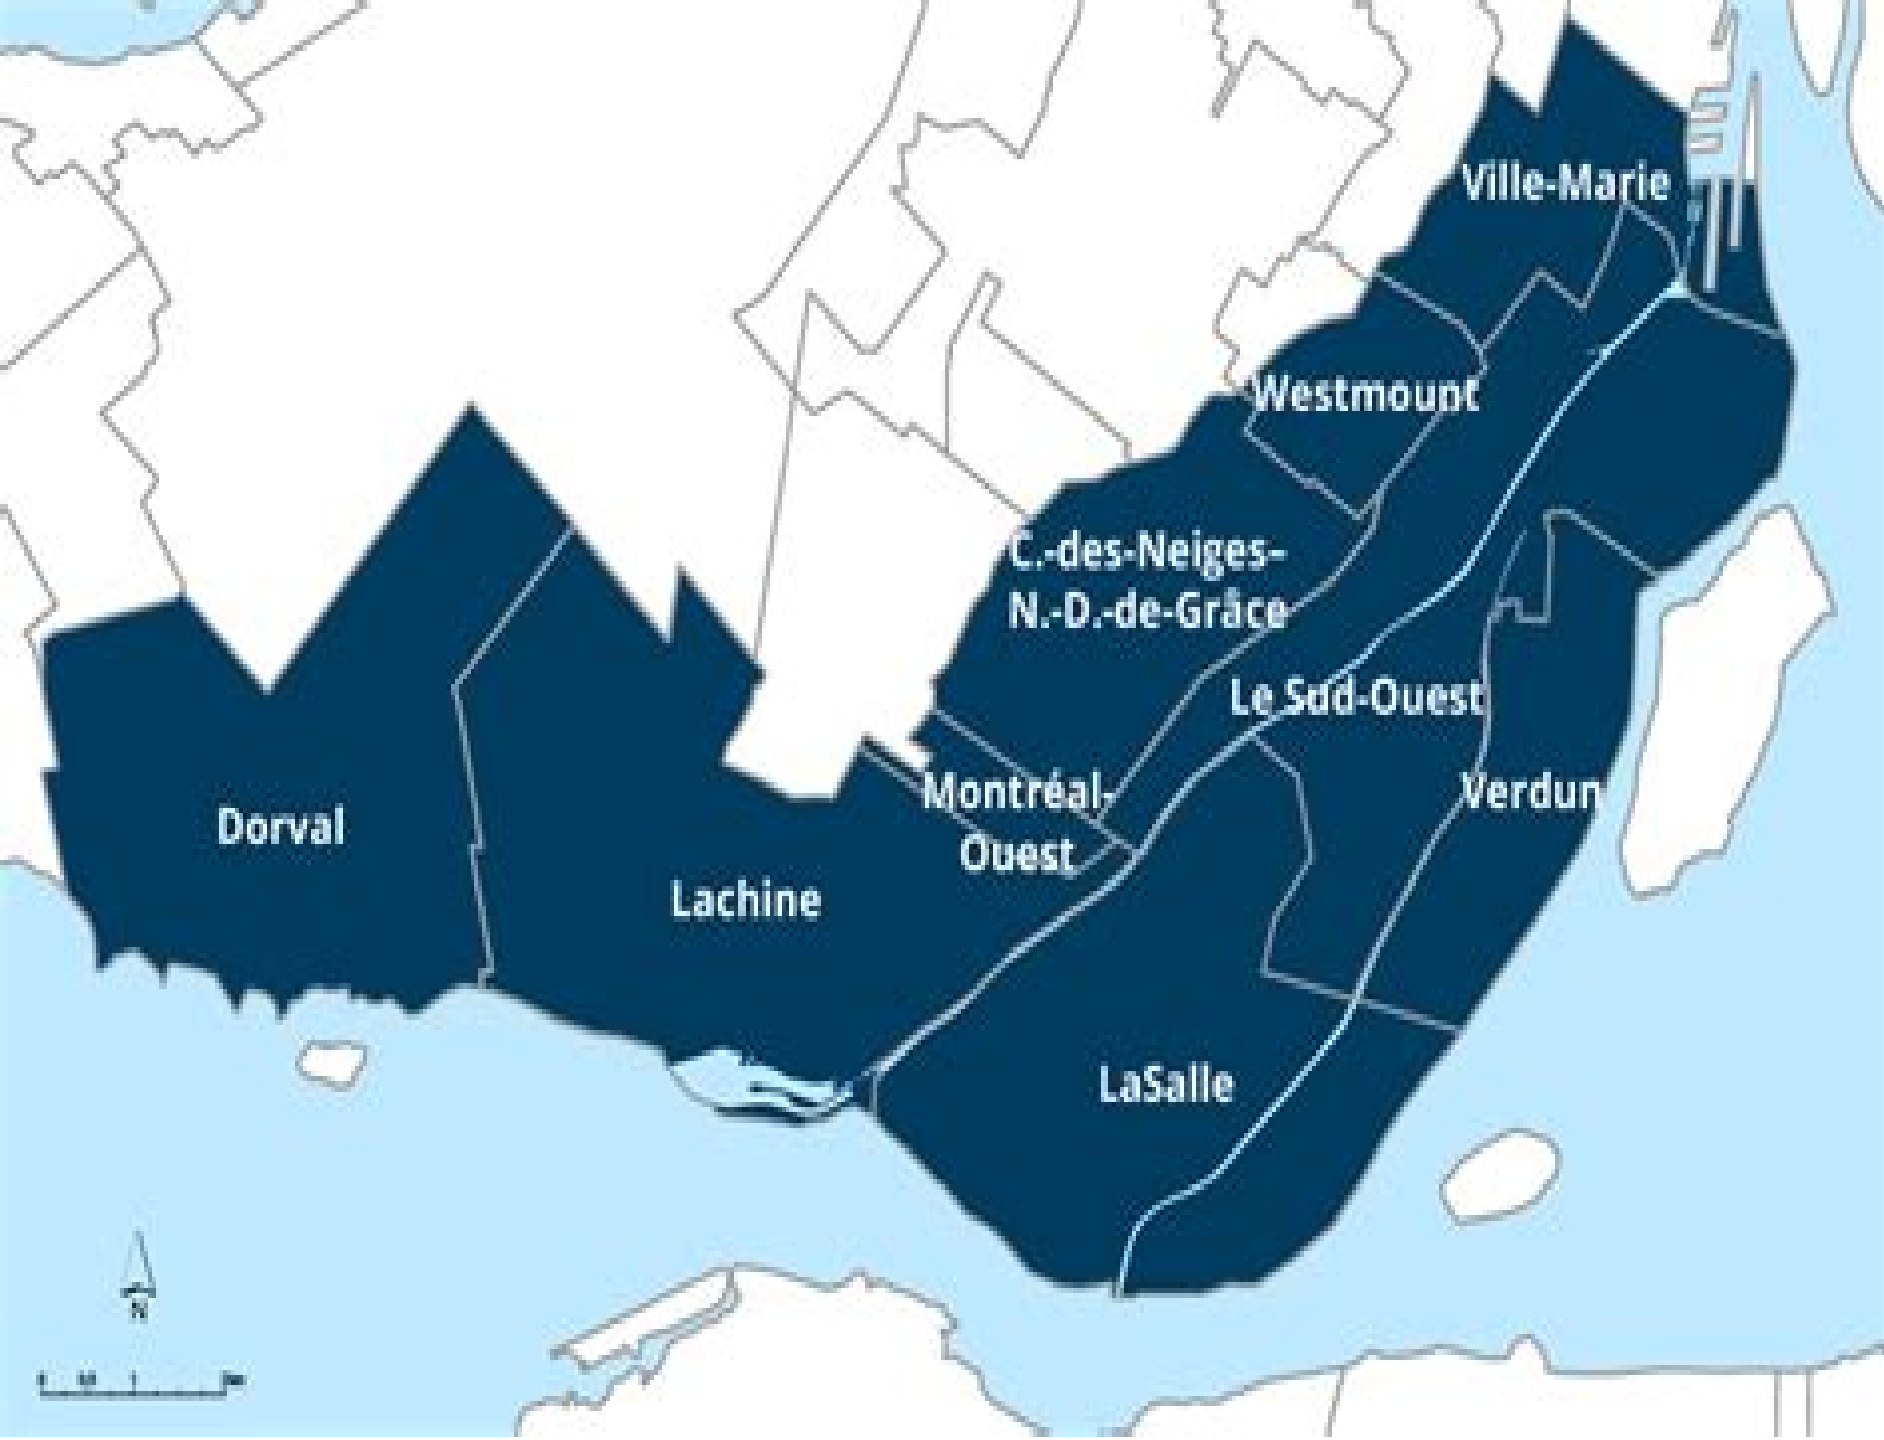 Ville-Marie
Westmount
C.-des-Neiges-
N.-D.-de-Grâce
Le Sud-Ouest
Montréal-
Ouest
Verdun
Dorval
Lachine
LaSalle
N